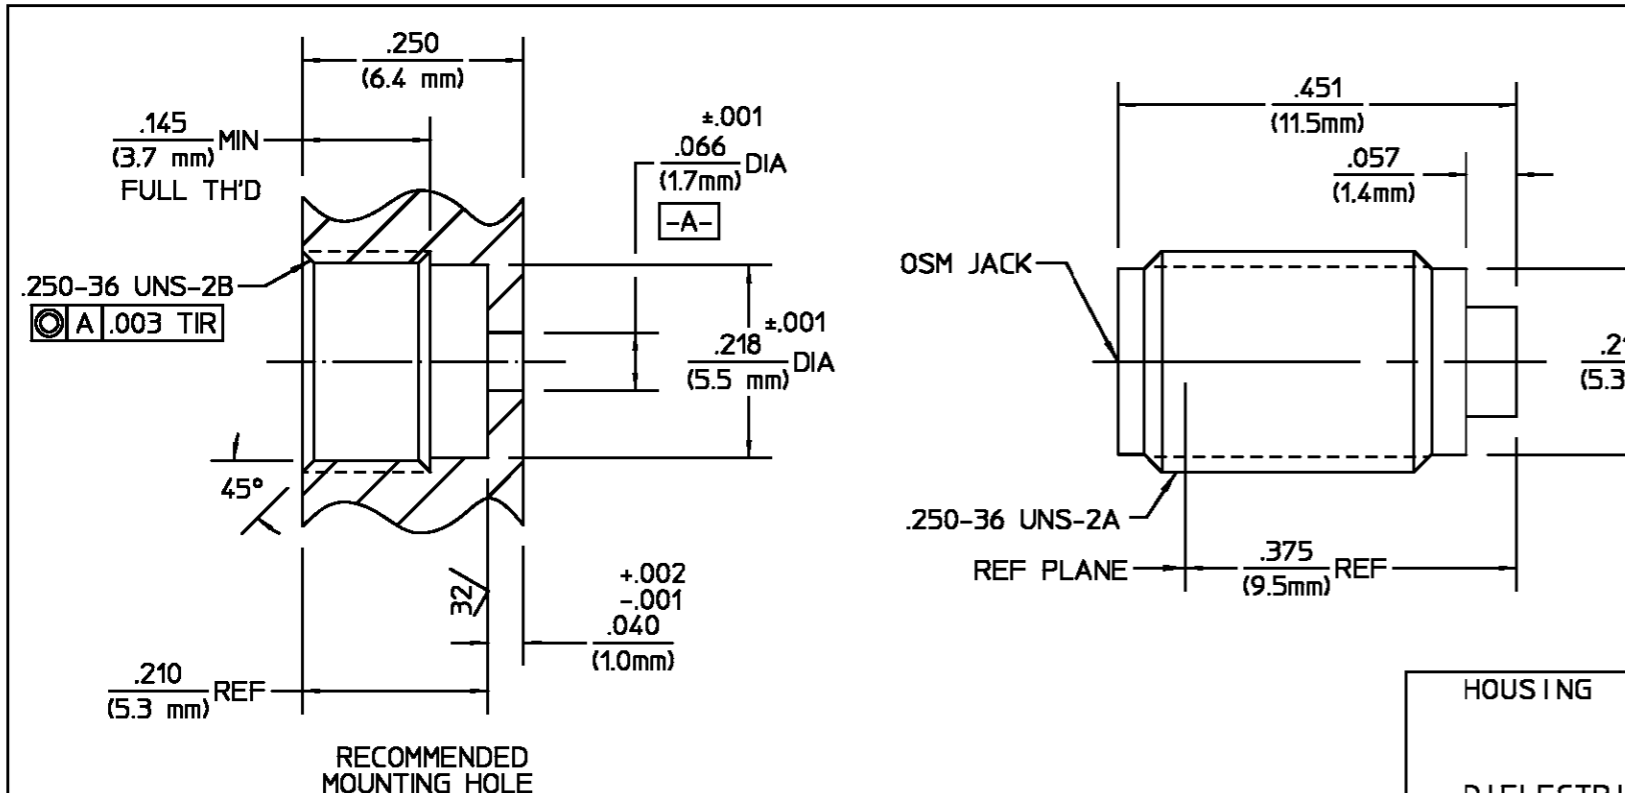 .250
(6.4 mm)
.145 MIN
(3.7 mm)
FULL TH'D
±.001
.066 DIA
(1.7mm)
-A-
.250-36 UNS-2B
A .003 TIR
±.001
.218 DIA
(5.5 mm)
45°
32
+.002
-.001
.040
(1.0mm)
.210 REF
(5.3 mm)
RECOMMENDED
MOUNTING HOLE
.451
(11.5mm)
.057
(1.4mm)
OSM JACK
.250-36 UNS-2A
REF PLANE
.375 REF
(9.5mm)
(5.3
HOUSING